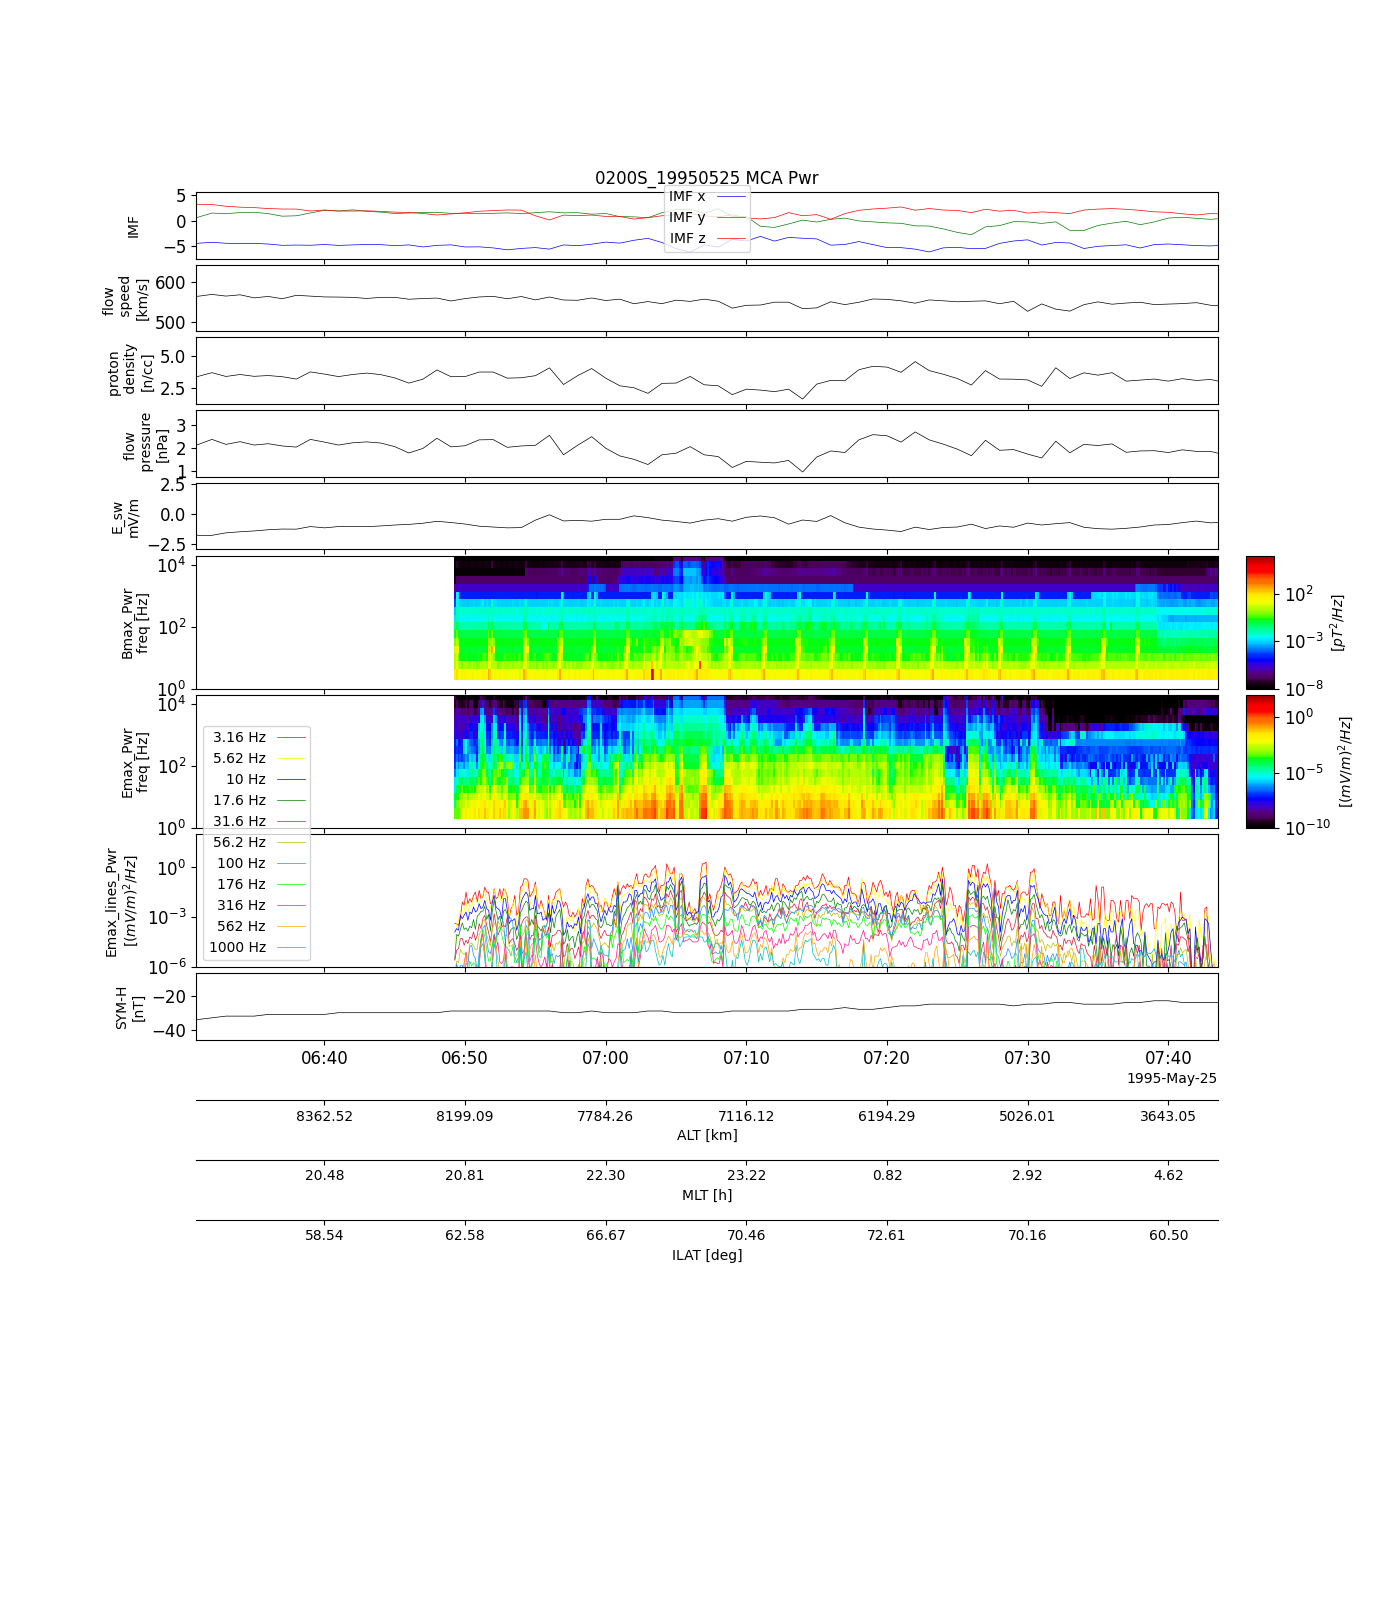 0200S_19950525 MCA Pwr
5
0
−5
IMF
IMF x
IMF y
IMF z
600
500
flow
speed
[km/s]
5.0
2.5
proton
density
[n/cc]
3
2
1
flow
pressure
[nPa]
2.5
0.0
−2.5
E_sw
mV/m
10^4
10^2
10^0
Bmax_Pwr
freq [Hz]
10^2
10^−3
10^−8
[pT^2/Hz]
10^4
10^2
10^0
Emax_Pwr
freq [Hz]
10^0
10^−5
10^−10
[(mV/m)^2/Hz]
3.16 Hz
5.62 Hz
10 Hz
17.6 Hz
31.6 Hz
56.2 Hz
100 Hz
176 Hz
316 Hz
562 Hz
1000 Hz
10^0
10^−3
10^−6
Emax_lines_Pwr
[(mV/m)^2/Hz]
−20
−40
SYM-H
[nT]
06:40 06:50 07:00 07:10 07:20 07:30 07:40
1995-May-25
8362.52 8199.09 7784.26 7116.12 6194.29 5026.01 3643.05
ALT [km]
20.48 20.81 22.30 23.22 0.82 2.92 4.62
MLT [h]
58.54 62.58 66.67 70.46 72.61 70.16 60.50
ILAT [deg]